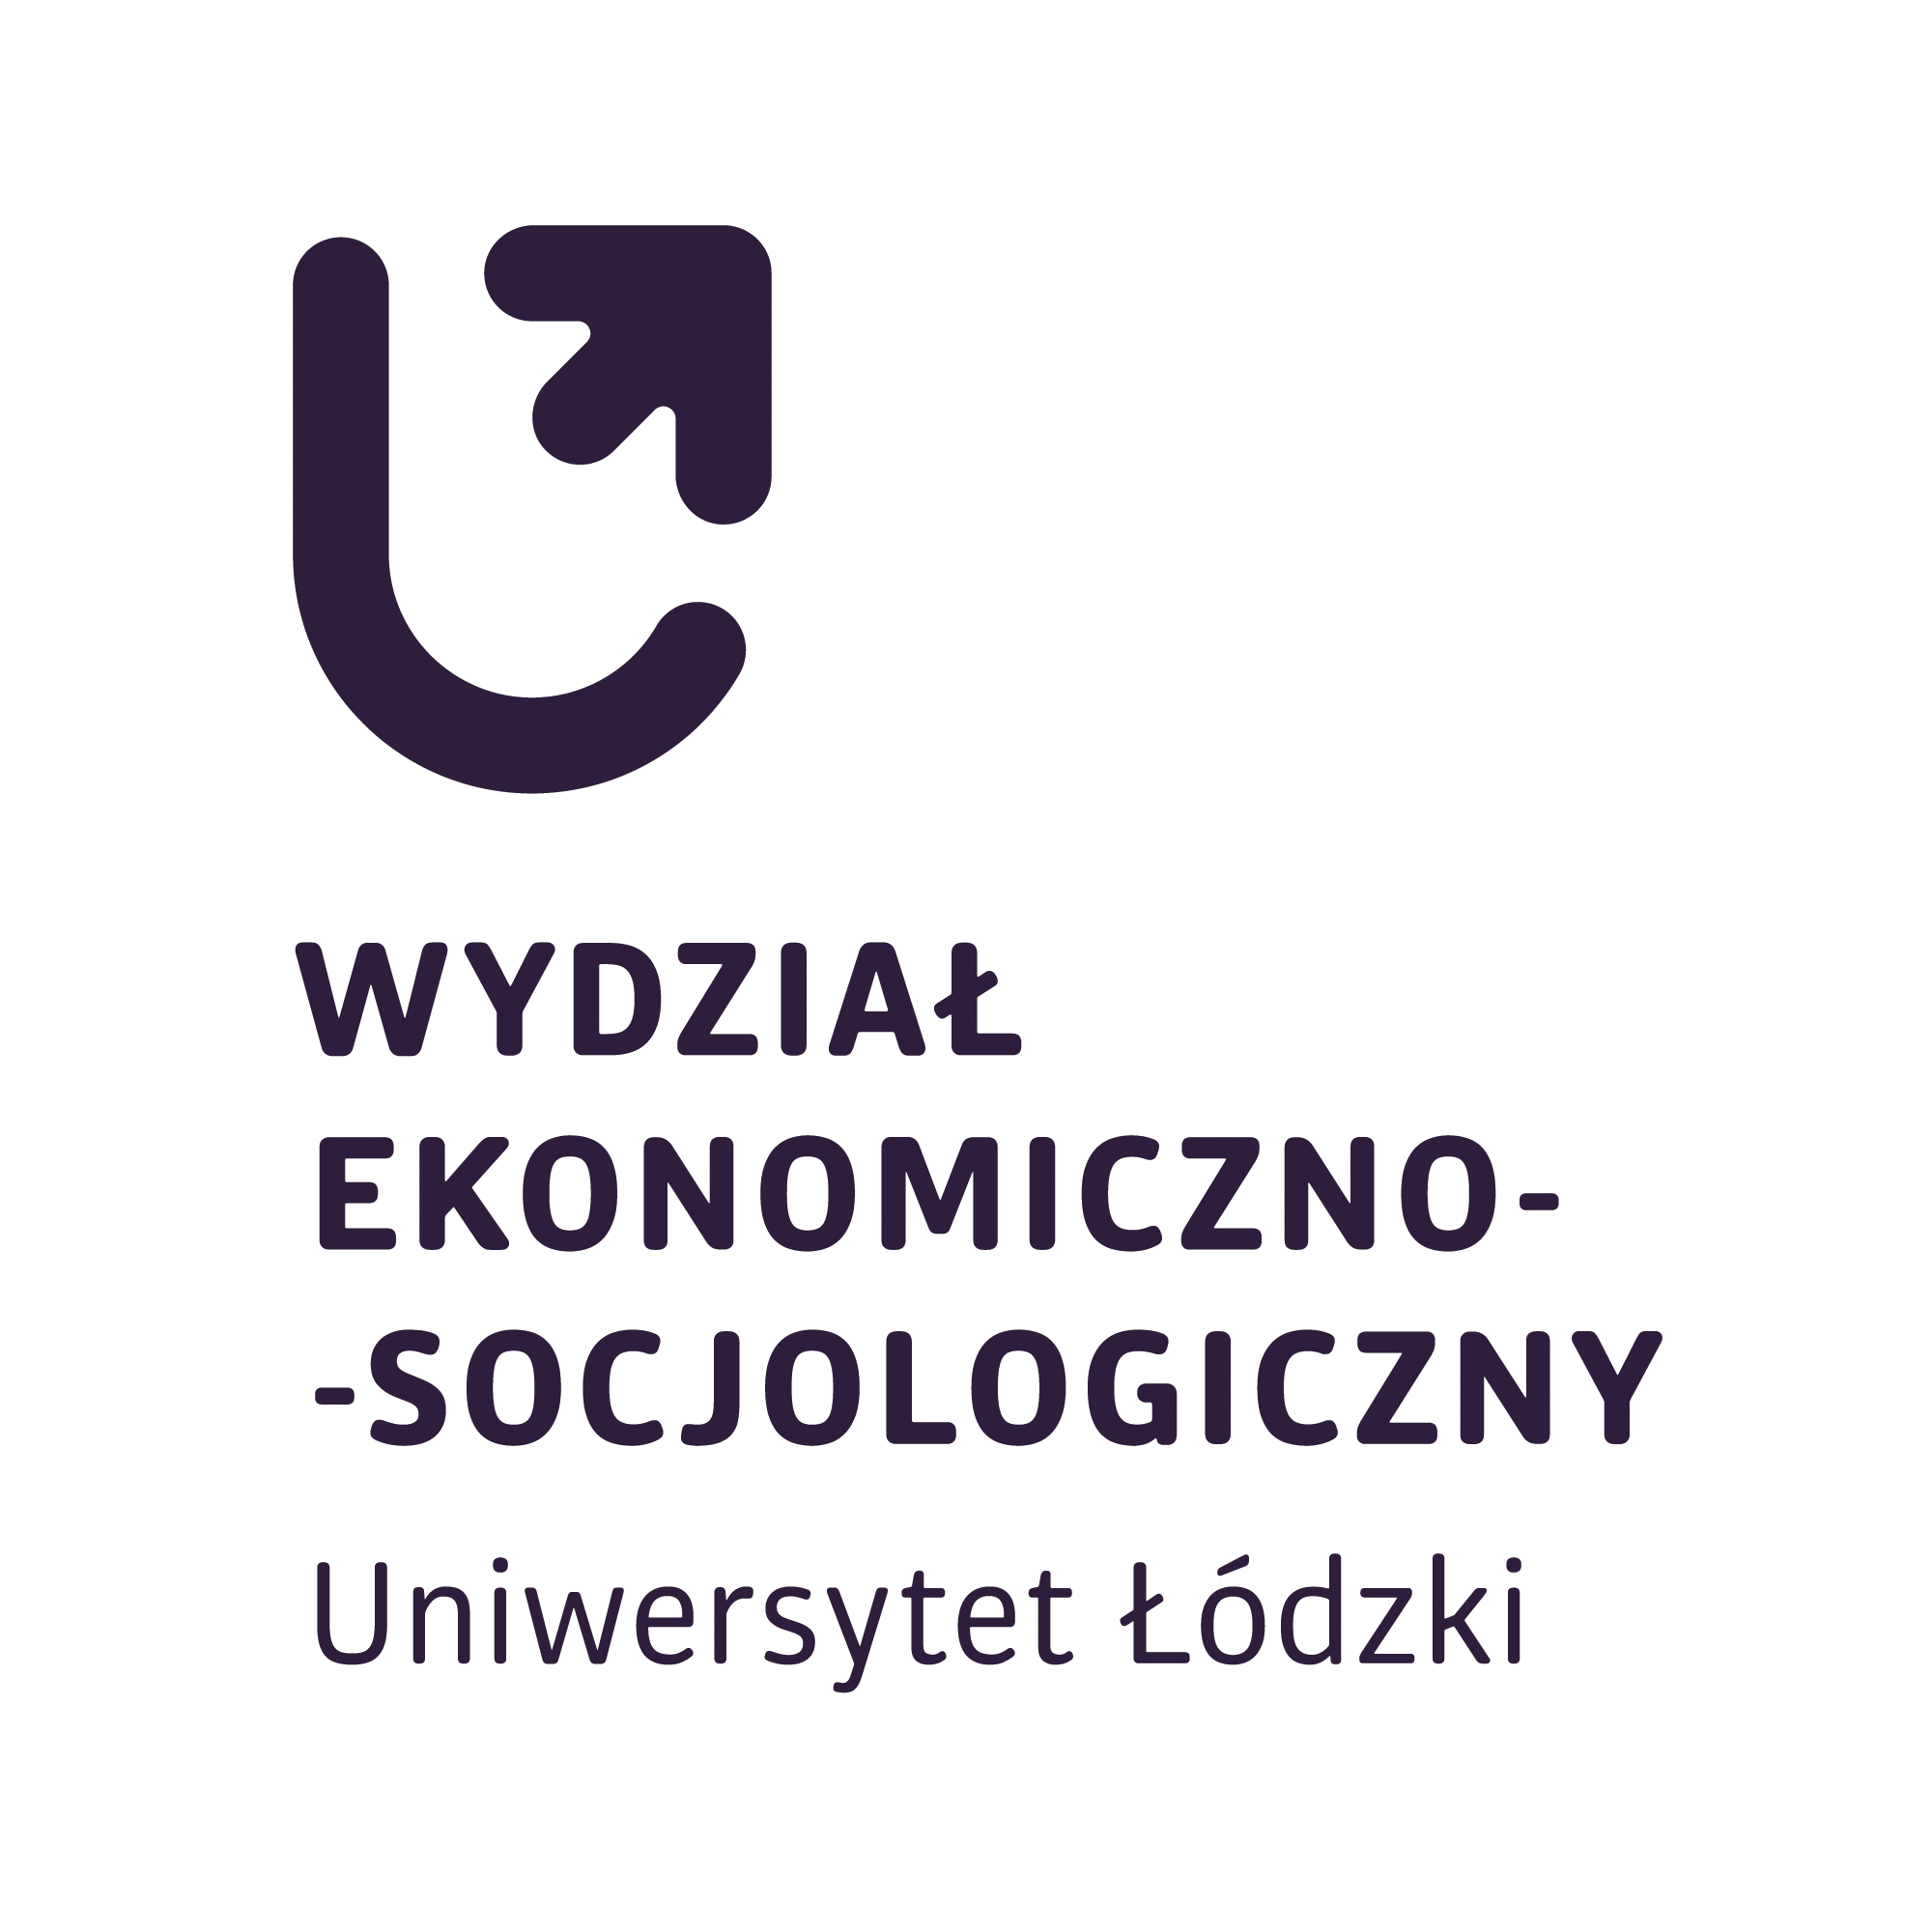 WYDZIAŁ
EKONOMICZNO-
-SOCJOLOGICZNY
Uniwersytet Łódzki